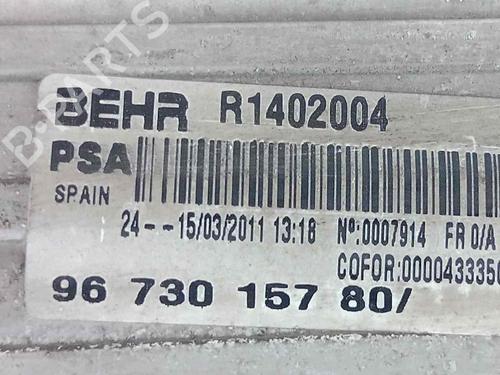 BEHR R1402004
PSA
SPAIN
24 - - 15/03/2011 13:18 Nº:0007914 FR 0/A
COFOR:0000433350
96 730 157 80/
B-PARTS